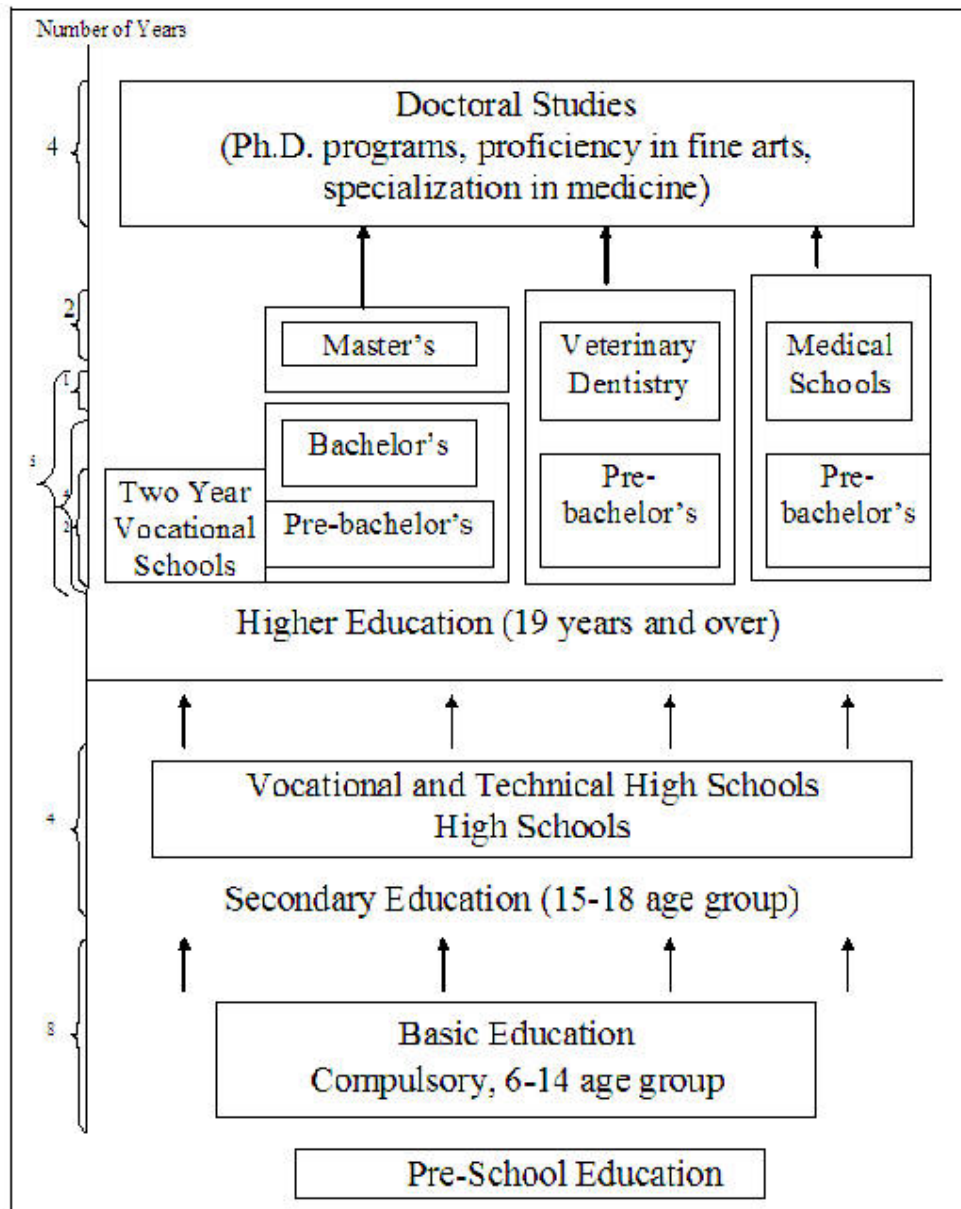 Number of Years
Doctoral Studies
(Ph.D. programs, proficiency in fine arts,
specialization in medicine)
4
2
Master's
Veterinary
Dentistry
Medical
Schools
1
Bachelor's
5
4
2
Two Year
Vocational
Schools
Pre-bachelor's
Pre-
bachelor's
Pre-
bachelor's
Higher Education (19 years and over)
Vocational and Technical High Schools
High Schools
4
Secondary Education (15-18 age group)
8
Basic Education
Compulsory, 6-14 age group
Pre-School Education